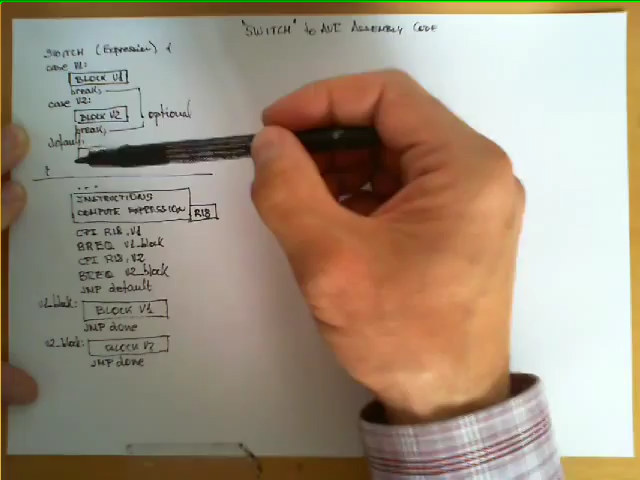 "SWITCH" to AVR ASSEMBLY CODE
SWITCH (Expression) {
case V1:
BLOCK V1
break;
case V2:
BLOCK V2
break;
optional
default:
}
...
INSTRUCTIONS
COMPUTE EXPRESSION
R18
CPI R18, V1
BREQ V1_block
CPI R18, V2
BREQ V2_block
JMP default
V1_block:
BLOCK V1
JMP done
V2_block:
BLOCK V2
JMP done